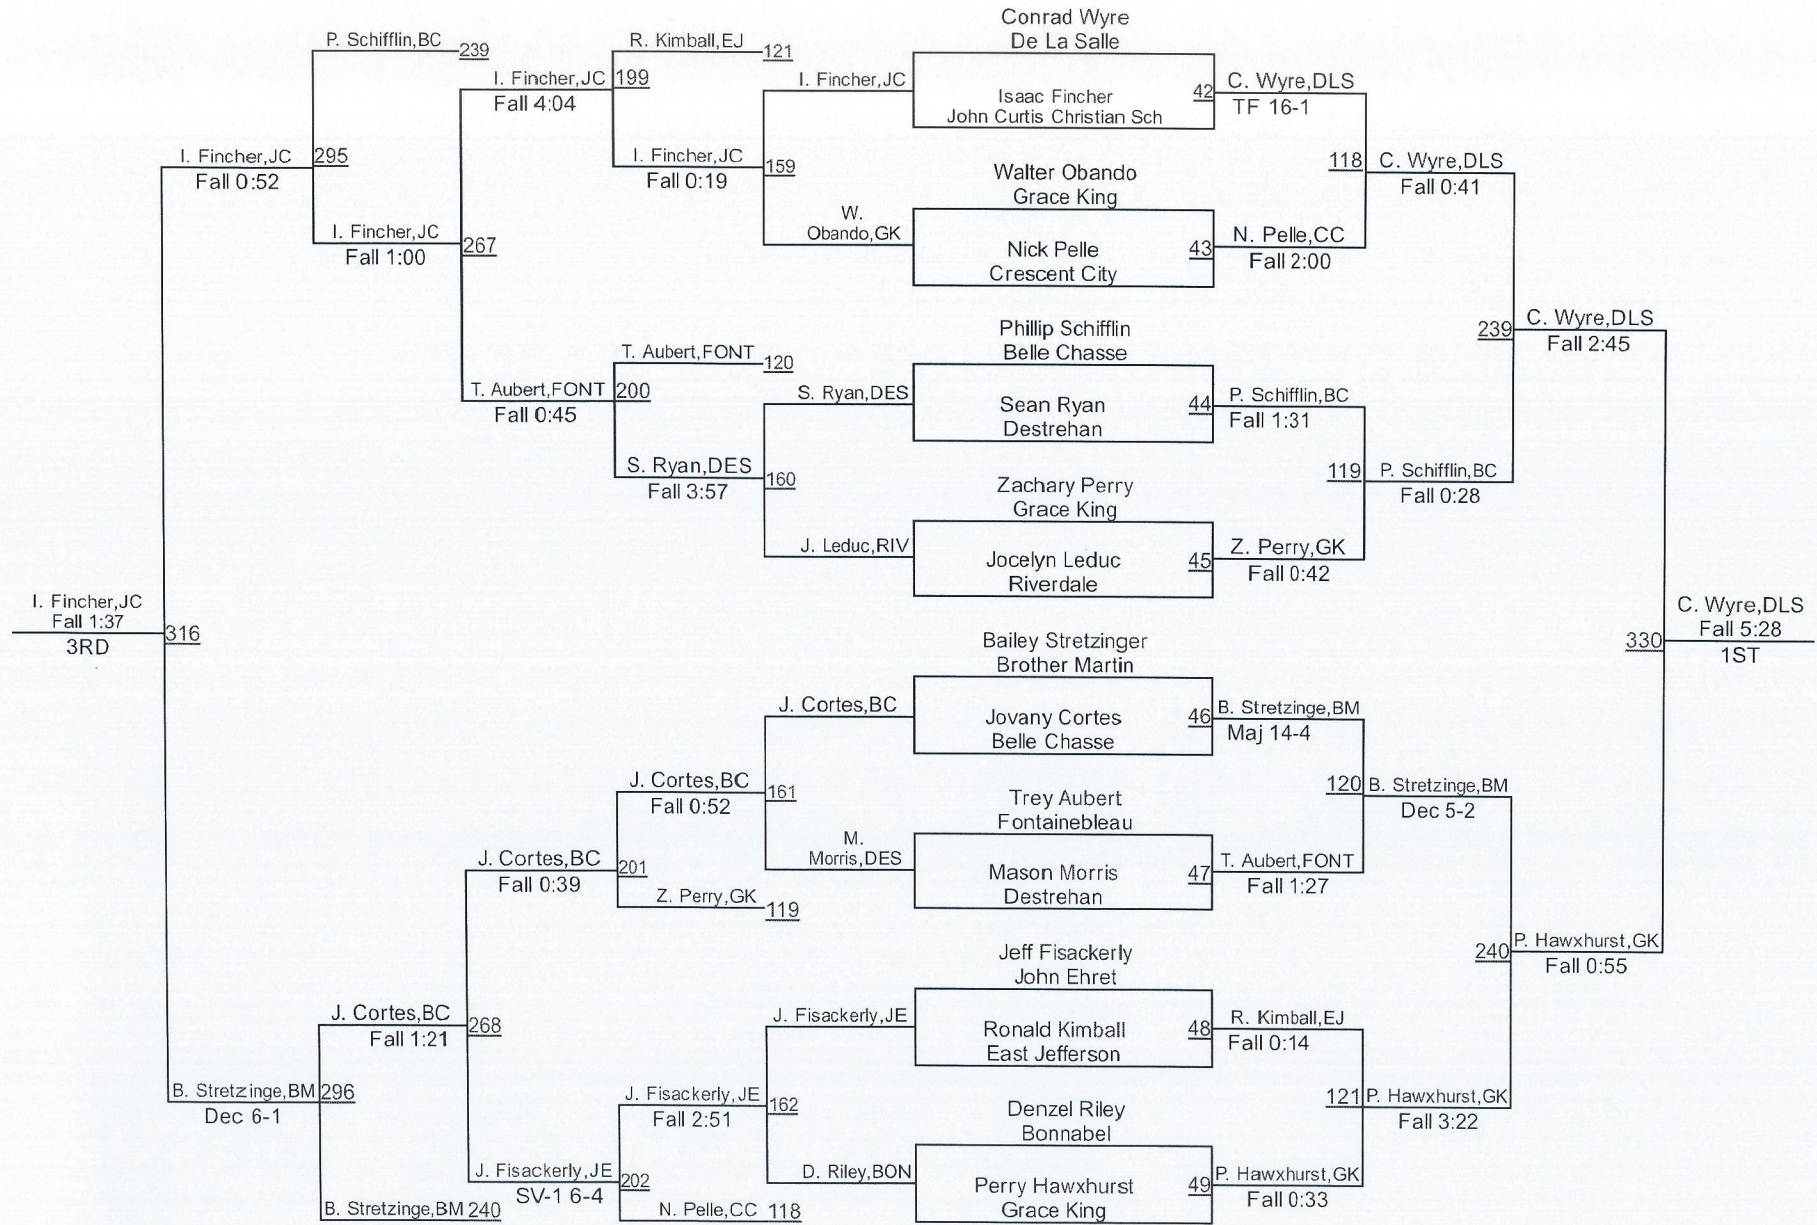 Conrad Wyre
De La Salle
P. Schifflin,BC
239
R. Kimball,EJ
121
I. Fincher,JC
199
Fall 4:04
I. Fincher,JC
Isaac Fincher
John Curtis Christian Sch
42
C. Wyre,DLS
TF 16-1
I. Fincher,JC
295
Fall 0:52
I. Fincher,JC
159
Fall 0:19
Walter Obando
Grace King
118
C. Wyre,DLS
Fall 0:41
I. Fincher,JC
267
Fall 1:00
W.
Obando,GK
Nick Pelle
Crescent City
43
N. Pelle,CC
Fall 2:00
Phillip Schifflin
Belle Chasse
239
C. Wyre,DLS
Fall 2:45
T. Aubert,FONT
120
T. Aubert,FONT
200
Fall 0:45
S. Ryan,DES
Sean Ryan
Destrehan
44
P. Schifflin,BC
Fall 1:31
S. Ryan,DES
160
Fall 3:57
Zachary Perry
Grace King
119
P. Schifflin,BC
Fall 0:28
J. Leduc,RIV
Jocelyn Leduc
Riverdale
45
Z. Perry,GK
Fall 0:42
I. Fincher,JC
Fall 1:37
3RD
316
Bailey Stretzinger
Brother Martin
330
C. Wyre,DLS
Fall 5:28
1ST
J. Cortes,BC
Jovany Cortes
Belle Chasse
46
B. Stretzinge,BM
Maj 14-4
J. Cortes,BC
161
Fall 0:52
Trey Aubert
Fontainebleau
120
B. Stretzinge,BM
Dec 5-2
J. Cortes,BC
201
Fall 0:39
M.
Morris,DES
Mason Morris
Destrehan
47
T. Aubert,FONT
Fall 1:27
Z. Perry,GK
119
Jeff Fisackerly
John Ehret
240
P. Hawxhurst,GK
Fall 0:55
J. Cortes,BC
268
Fall 1:21
J. Fisackerly,JE
Ronald Kimball
East Jefferson
48
R. Kimball,EJ
Fall 0:14
B. Stretzinge,BM
296
Dec 6-1
J. Fisackerly,JE
162
Fall 2:51
Denzel Riley
Bonnabel
121
P. Hawxhurst,GK
Fall 3:22
J. Fisackerly,JE
202
SV-1 6-4
D. Riley,BON
Perry Hawxhurst
Grace King
49
P. Hawxhurst,GK
Fall 0:33
B. Stretzinge,BM
240
N. Pelle,CC
118